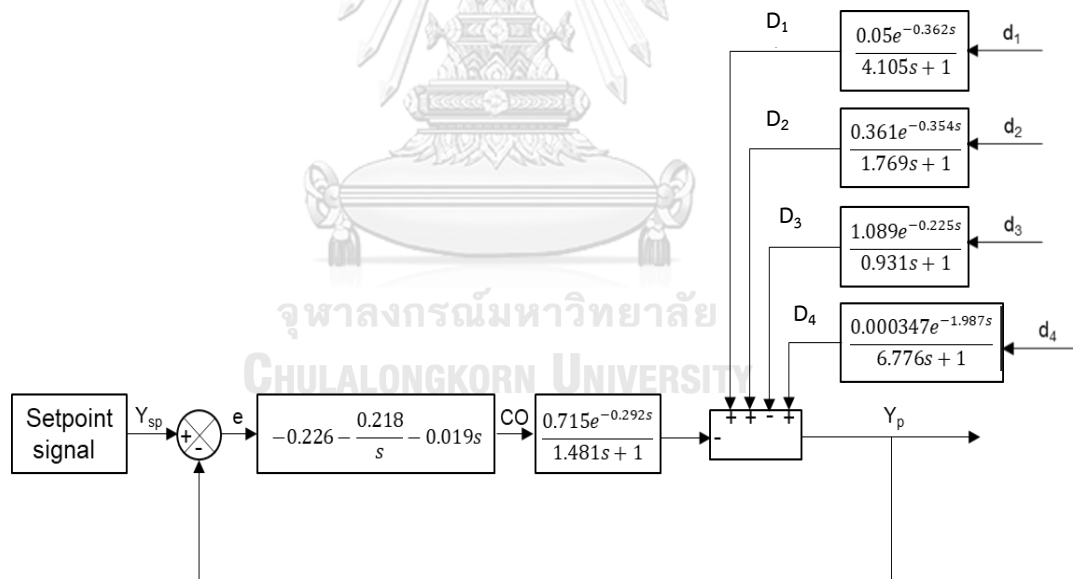 D₁
0.05e^{-0.362s}
4.105s + 1
d₁
D₂
0.361e^{-0.354s}
1.769s + 1
d₂
D₃
1.089e^{-0.225s}
0.931s + 1
d₃
D₄
0.000347e^{-1.987s}
6.776s + 1
d₄
จุฬาลงกรณ์มหาวิทยาลัย
CHULALONGKORN UNIVERSITY
Setpoint
signal
Y_{sp}
+
-
e
-0.226 - 0.218/s - 0.019s
CO
0.715e^{-0.292s}
1.481s + 1
+ + - +
-
Y_p